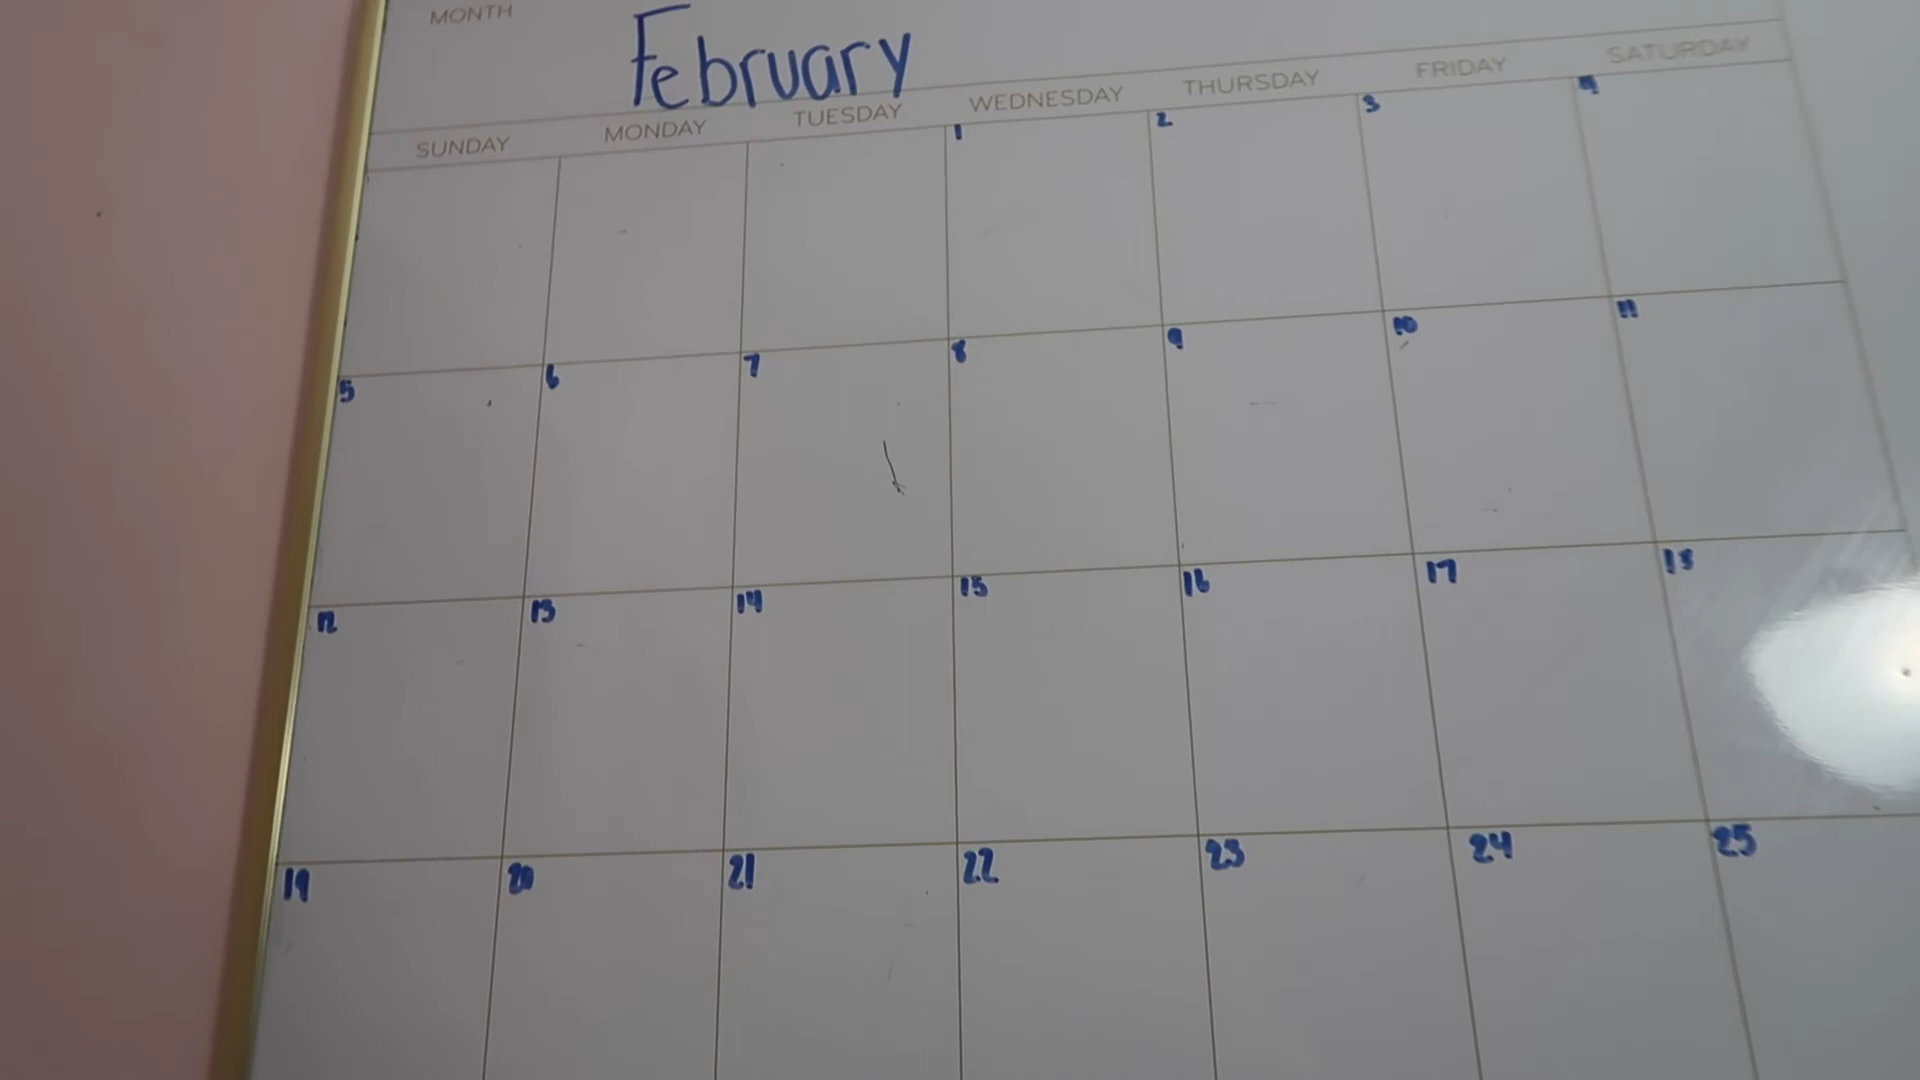 MONTH
February
SUNDAY MONDAY TUESDAY WEDNESDAY THURSDAY FRIDAY SATURDAY
1 2 3 4
5 6 7 8 9 10 11
12 13 14 15 16 17 18
19 20 21 22 23 24 25